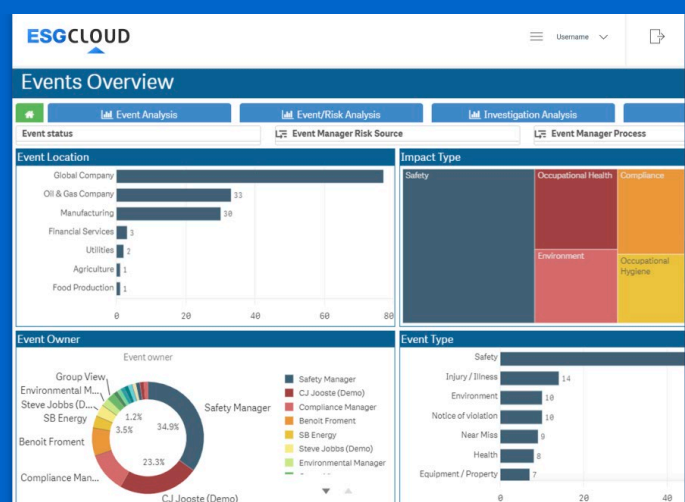 ESGCLOUD
Username
Events Overview
Event Analysis
Event/Risk Analysis
Investigation Analysis
Event status
Event Manager Risk Source
Event Manager Process
Event Location
Global Company
Oil & Gas Company
33
Manufacturing
30
Financial Services
3
Utilities
2
Agriculture
1
Food Production
1
0 20 40 60 80
Impact Type
Safety
Occupational Health
Compliance
Environment
Occupational
Hygiene
Event Owner
Event owner
Group View
Environmental M...
Steve Jobbs (D...
SB Energy
Benoit Froment
Compliance Man...
CJ Jooste (Demo)
Safety Manager
1.2%
3.5%
34.9%
23.3%
Safety Manager
CJ Jooste (Demo)
Compliance Manager
Benoit Froment
SB Energy
Steve Jobbs (Demo)
Environmental Manager
Event Type
Safety
Injury / Illness
14
Environment
10
Notice of violation
10
Near Miss
9
Health
8
Equipment / Property
7
0 20 40